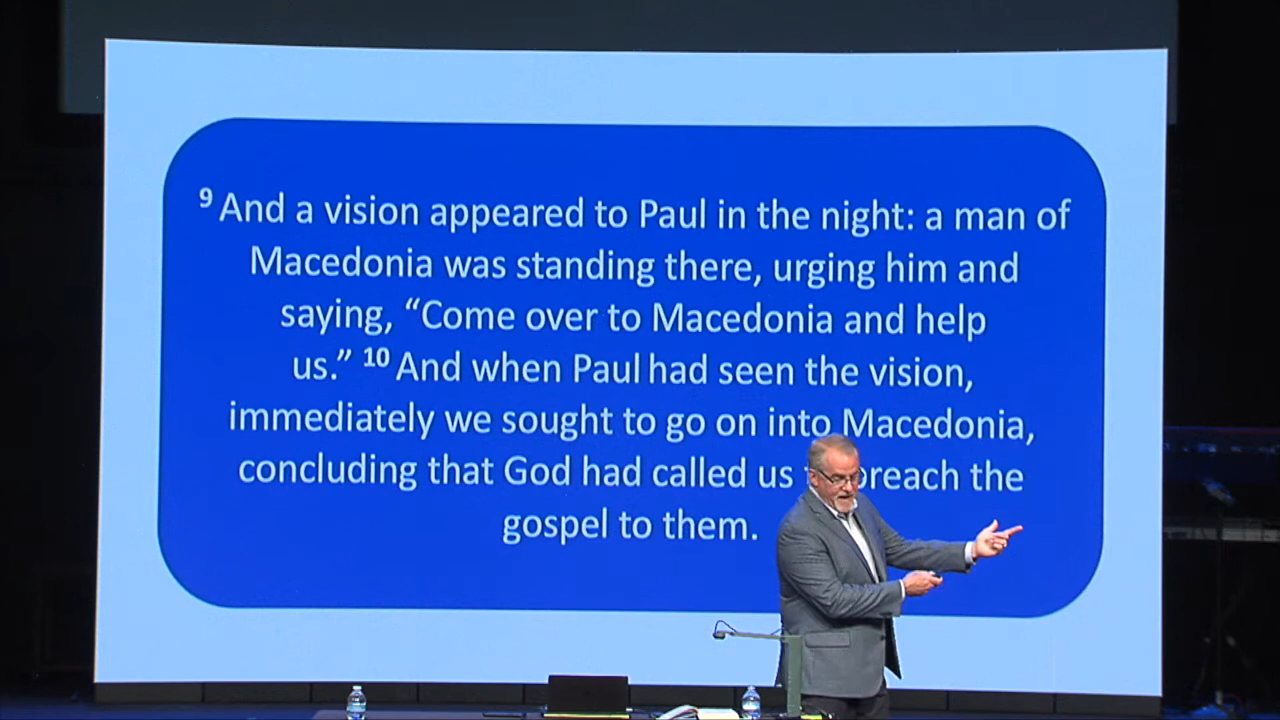 9 And a vision appeared to Paul in the night: a man of
Macedonia was standing there, urging him and
saying, “Come over to Macedonia and help
us.” 10 And when Paul had seen the vision,
immediately we sought to go on into Macedonia,
concluding that God had called us preach the
gospel to them.